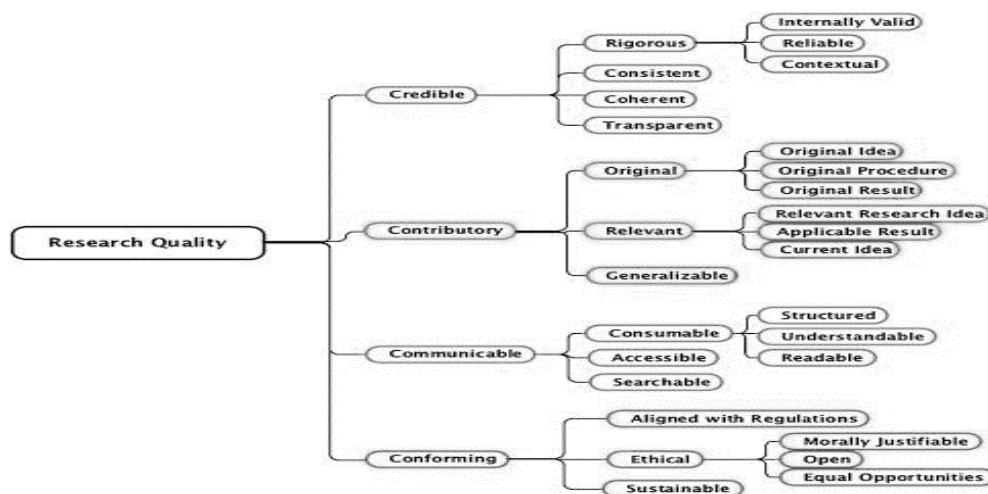 Research Quality
Credible
Rigorous
Internally Valid
Reliable
Contextual
Consistent
Coherent
Transparent
Contributory
Original
Original Idea
Original Procedure
Original Result
Relevant
Relevant Research Idea
Applicable Result
Current Idea
Generalizable
Communicable
Consumable
Structured
Understandable
Readable
Accessible
Searchable
Conforming
Aligned with Regulations
Ethical
Morally Justifiable
Open
Equal Opportunities
Sustainable